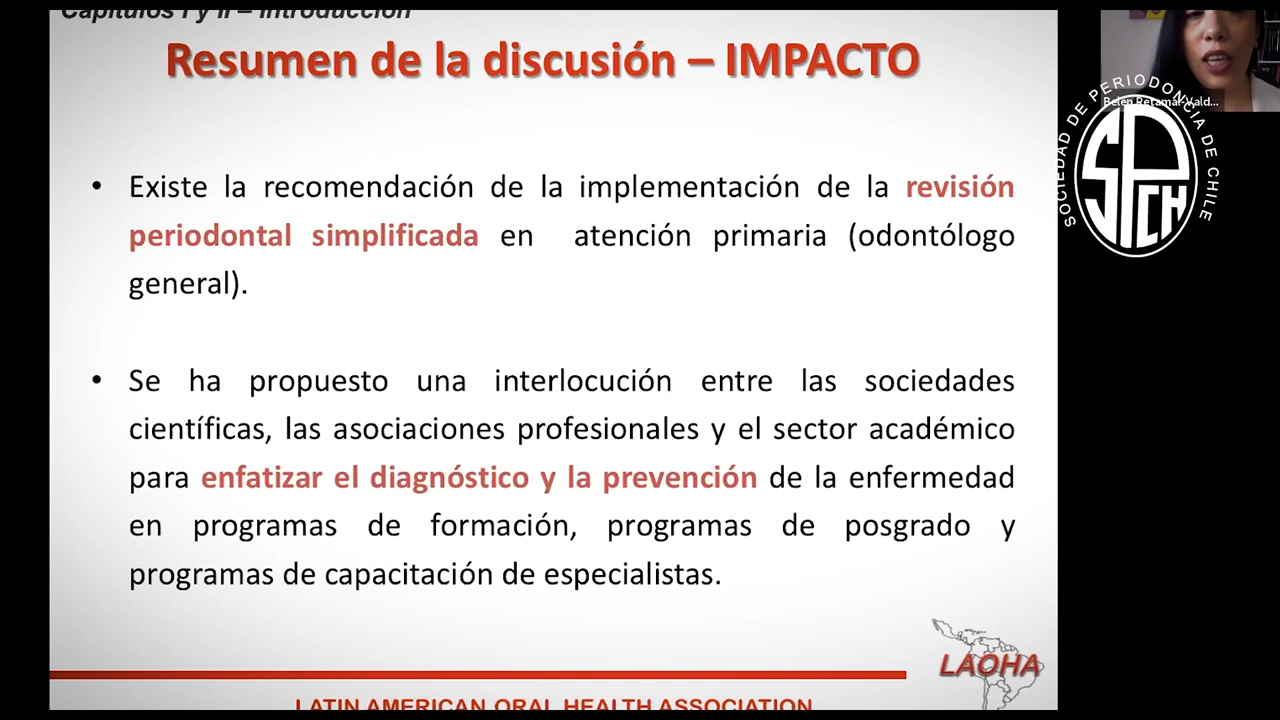 Capítulos I y II – Introducción
Resumen de la discusión – IMPACTO
• Existe la recomendación de la implementación de la revisión
periodontal simplificada en atención primaria (odontólogo
general).
• Se ha propuesto una interlocución entre las sociedades
científicas, las asociaciones profesionales y el sector académico
para enfatizar el diagnóstico y la prevención de la enfermedad
en programas de formación, programas de posgrado y
programas de capacitación de especialistas.
LAOHA
LATIN AMERICAN ORAL HEALTH ASSOCIATION
Belén Retamal-Vald...
SOCIEDAD DE PERIODONCIA DE CHILE
SPCH